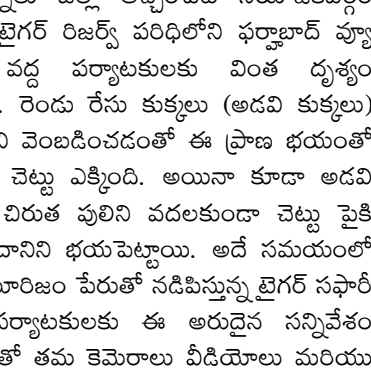 టైగర్ రిజర్వ్ పరిధిలోని ఫర్హాబాద్ వ్యూ
వద్ద పర్యాటకులకు వింత దృశ్యం
. రెండు రేసు కుక్కలు (అడవి కుక్కలు)
ని వెంబడించడంతో ఈ ప్రాణ భయంతో
చెట్టు ఎక్కింది. అయినా కూడా అడవి
చిరుత పులిని వదలకుండా చెట్టు పైకి
దానిని భయపెట్టాయి. అదే సమయంలో
పేరుతో నడిపిస్తున్న టైగర్ సఫారీ
పర్యాటకులకు ఈ అరుదైన సన్నివేశం
తో తమ కెమెరాలు వీడియోలు మరియు